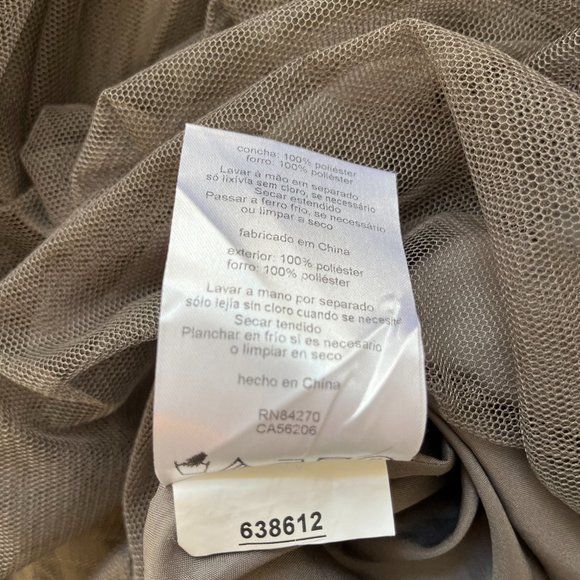 concha: 100% poliéster
forro: 100% poliéster
Lavar à mão em separado
só lixívia sem cloro, se necessário
Secar estendido
Passar a ferro frio, se necessário
ou limpar a seco
fabricado em China
exterior: 100% poliéster
forro: 100% poliéster
Lavar a mano por separado
sólo lejía sin cloro cuando se neceshe
Secar tendido
Planchar en frío si es necesario
o limpiar en seco
hecho en China
RN84270
CA56206
638612